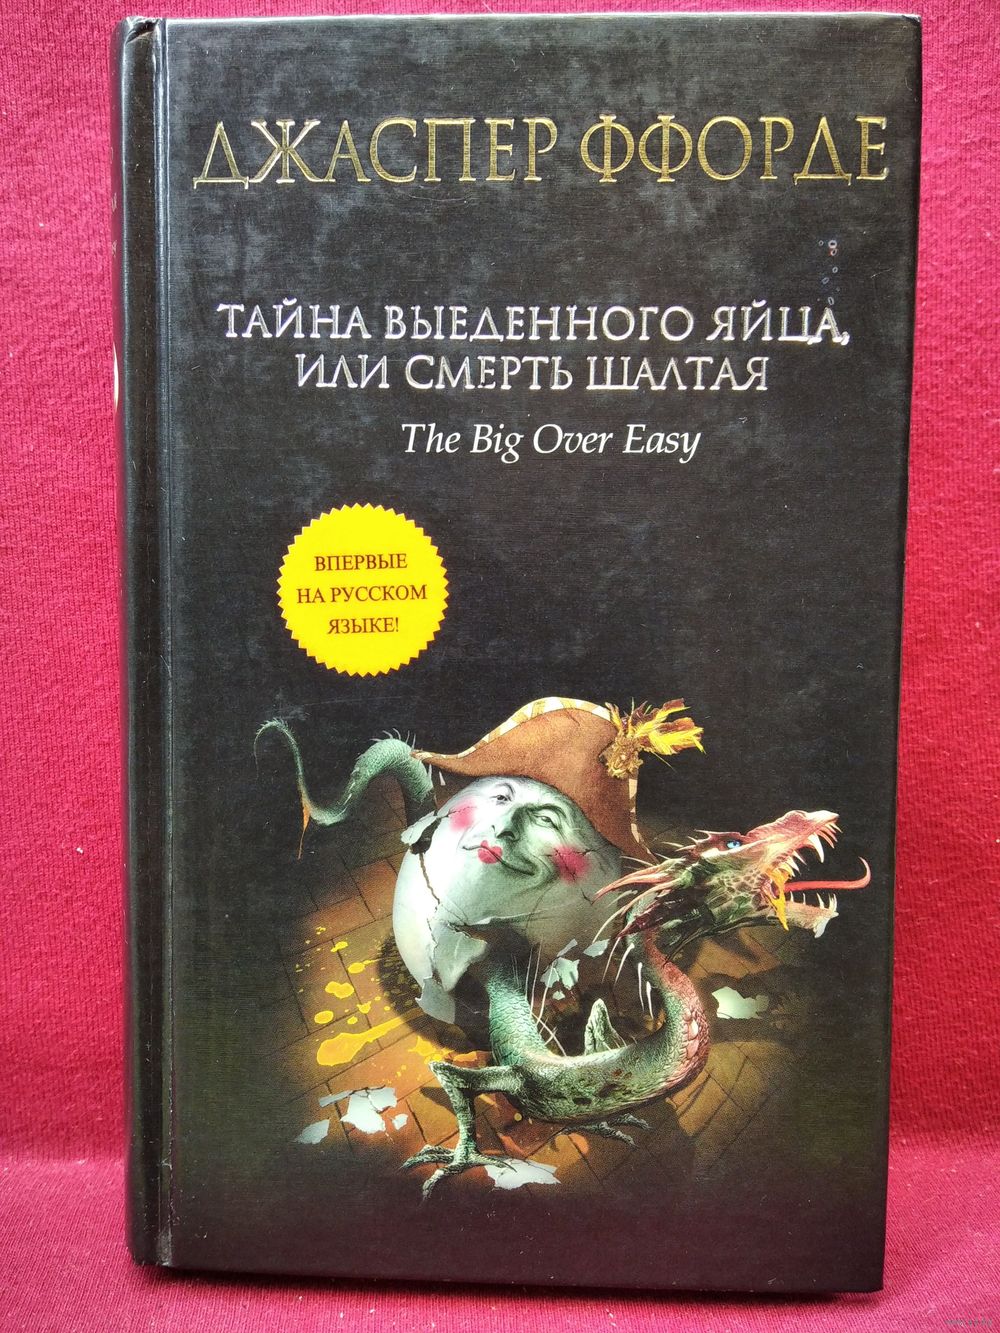 ДЖАСПЕР ФФОРДЕ
ТАЙНА ВЫЕДЕННОГО ЯЙЦА,
ИЛИ СМЕРТЬ ШАЛТАЯ
The Big Over Easy
ВПЕРВЫЕ
НА РУССКОМ
ЯЗЫКЕ!